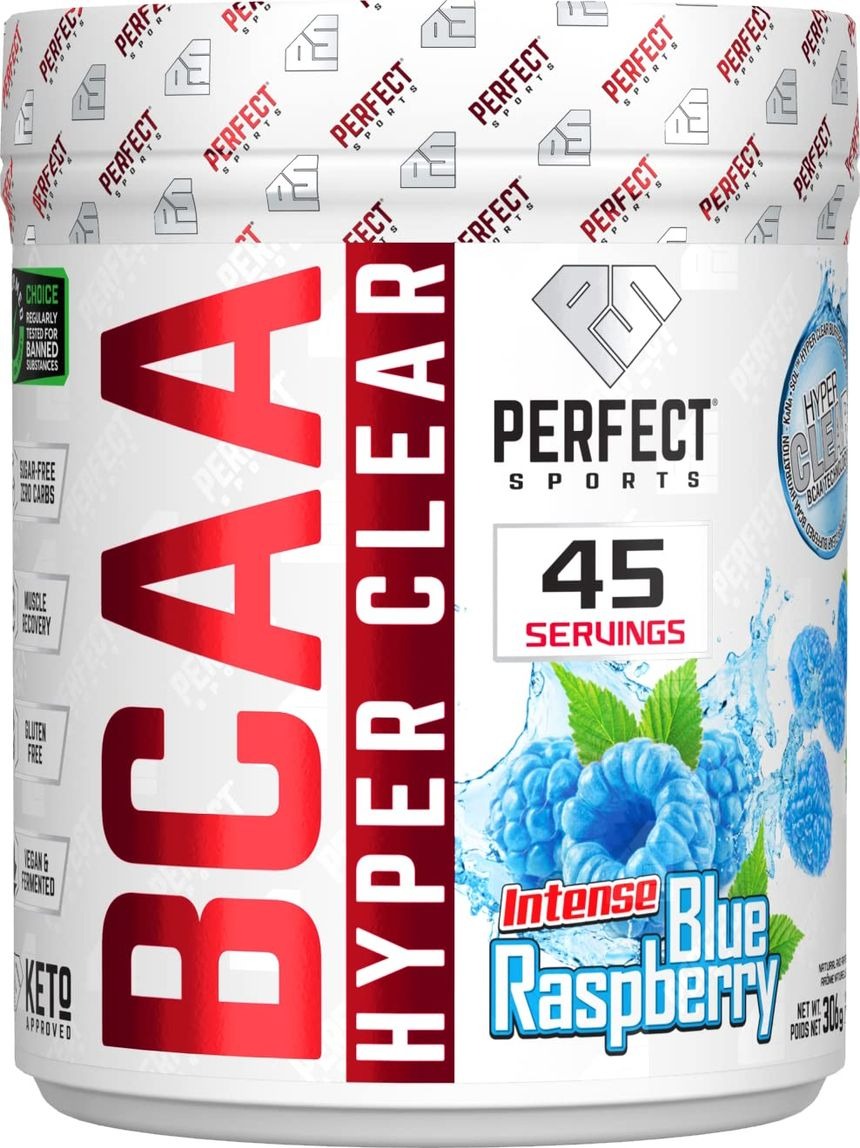 PERFECT
SPORTS
CHOICE
REGULARLY
TESTED FOR
BANNED
SUBSTANCES
SUGAR-FREE
ZERO CARBS
MUSCLE
RECOVERY
GLUTEN
FREE
VEGAN &
FERMENTED
KETO
APPROVED
BCAA
HYPER CLEAR
PERFECT®
SPORTS
45
SERVINGS
HYPER
CLEAR
Intense
Blue
Raspberry
NET WT.
POIDS NET 306g